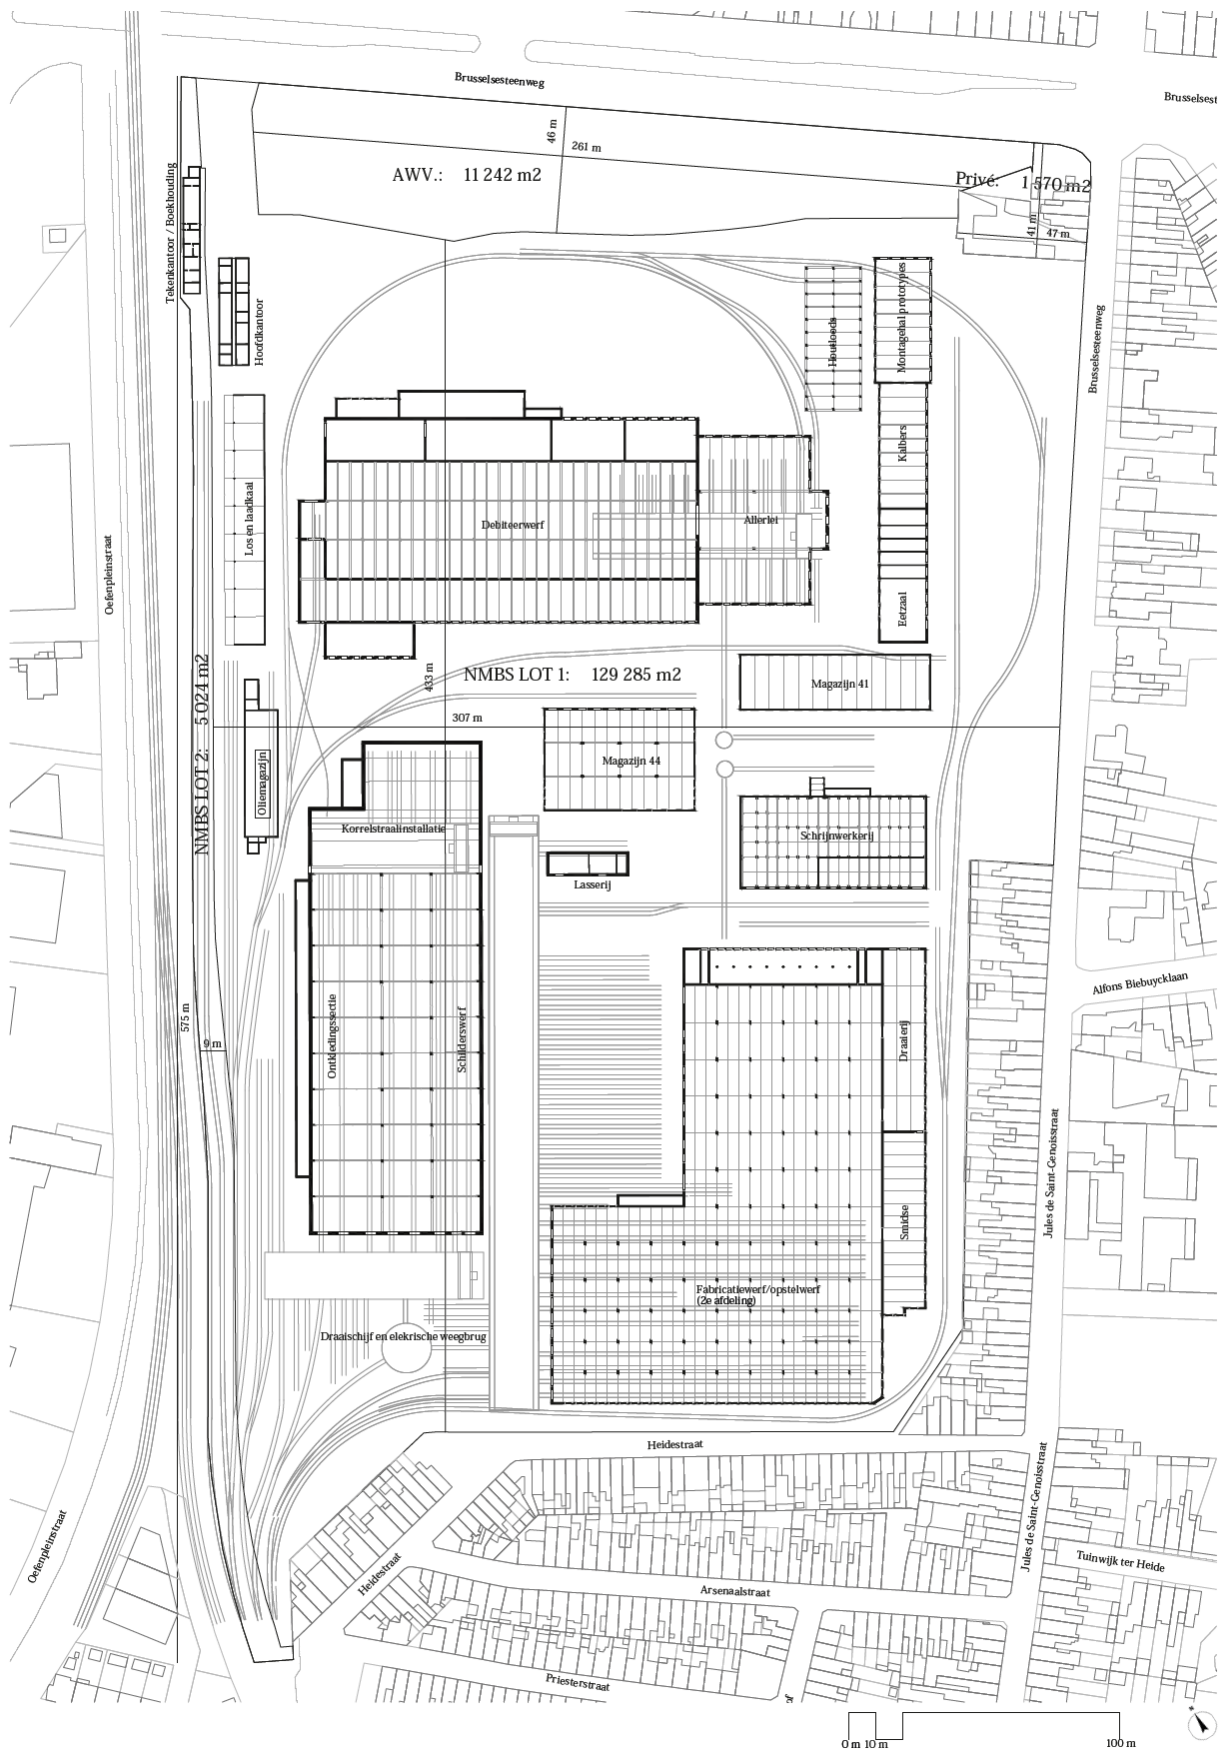 Brusselsesteenweg
Brusselsest
46 m
261 m
AWV.: 11 242 m2
Privé: 1 570 m2
41 m
47 m
Tekenkantoor / Boekhouding
Hoofdkantoor
Houtloods
Montagehal prototypes
Brusselsesteenweg
Kalbers
Los en laadkaai
Debiteerwerf
Allerlei
Oefenpleinstraat
Eetzaal
433 m
NMBS LOT 1: 129 285 m2
Magazijn 41
NMBS LOT 2: 5 024 m2
307 m
Oliemagazijn
Magazijn 44
Korrelstraalinstallatie
Schrijnwerkerij
Lasserij
Alfons Biebuycklaan
575 m
9 m
Ontkledingssectie
Schilderswerf
Draaierij
Jules de Saint-Genoisstraat
Smidse
Fabricatiewerf/opstelwerf
(2e afdeling)
Draaischijf en elekrische weegbrug
Heidestraat
Jules de Saint-Genoisstraat
Oefenpleinstraat
Heidestraat
Arsenaalstraat
Tuinwijk ter Heide
Priesterstraat
of
0 m 10 m 100 m